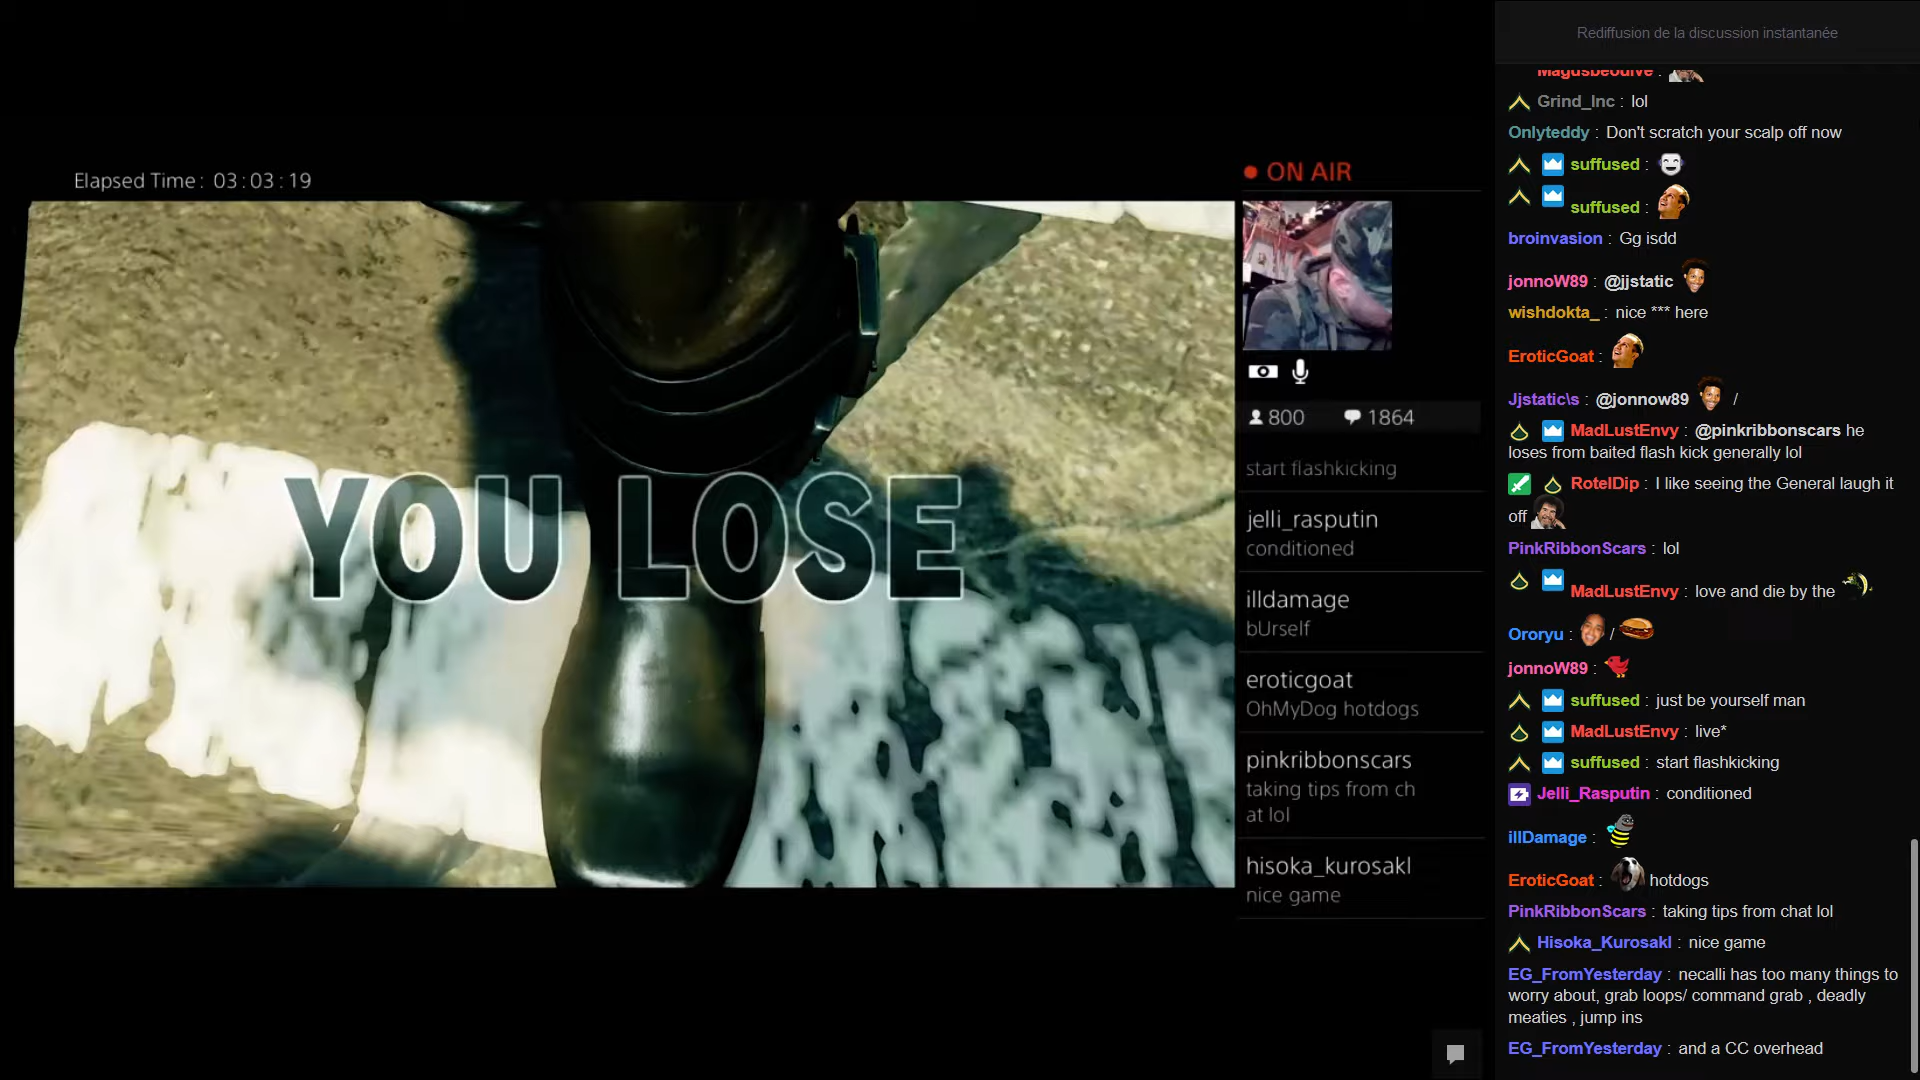 Elapsed Time: 03:03:19
YOU LOSE
ON AIR
800 1864
start flashkicking
jelli_rasputin
conditioned
illdamage
bUrself
eroticgoat
OhMyDog hotdogs
pinkribbonscars
taking tips from ch
at lol
hisoka_kurosakl
nice game
Rediffusion de la discussion instantanée
Magusbeoulve :
Grind_Inc : lol
Onlyteddy : Don't scratch your scalp off now
suffused :
suffused :
broinvasion : Gg isdd
jonnoW89 : @jjstatic
wishdokta_ : nice *** here
EroticGoat :
Jjstatic\s : @jonnow89 /
MadLustEnvy : @pinkribbonscars he
loses from baited flash kick generally lol
RotelDip : I like seeing the General laugh it
off
PinkRibbonScars : lol
MadLustEnvy : love and die by the
Ororyu : /
jonnoW89 :
suffused : just be yourself man
MadLustEnvy : live*
suffused : start flashkicking
Jelli_Rasputin : conditioned
illDamage :
EroticGoat : hotdogs
PinkRibbonScars : taking tips from chat lol
Hisoka_Kurosakl : nice game
EG_FromYesterday : necalli has too many things to
worry about, grab loops/ command grab , deadly
meaties , jump ins
EG_FromYesterday : and a CC overhead